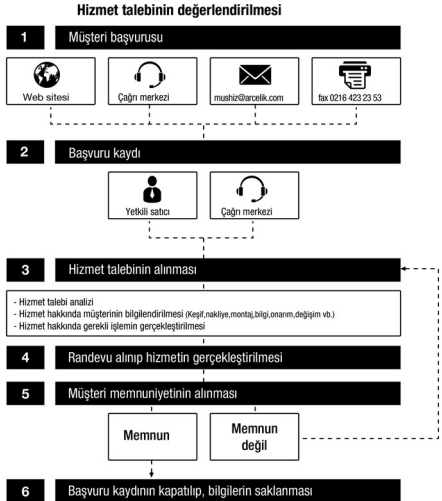 Hizmet talebinin değerlendirilmesi
1 Müşteri başvurusu
Web sitesi
Çağrı merkezi
mushiz@arcelik.com
fax 0216 423 23 53
2 Başvuru kaydı
Yetkili satıcı
Çağrı merkezi
3 Hizmet talebinin alınması
- Hizmet talebi analizi
- Hizmet hakkında müşterinin bilgilendirilmesi (Keşif,nakliye,montaj,bilgi,onarım,değişim vb.)
- Hizmet hakkında gerekli işlemin gerçekleştirilmesi
4 Randevu alınıp hizmetin gerçekleştirilmesi
5 Müşteri memnuniyetinin alınması
Memnun
Memnun
değil
6 Başvuru kaydının kapatılıp, bilgilerin saklanması